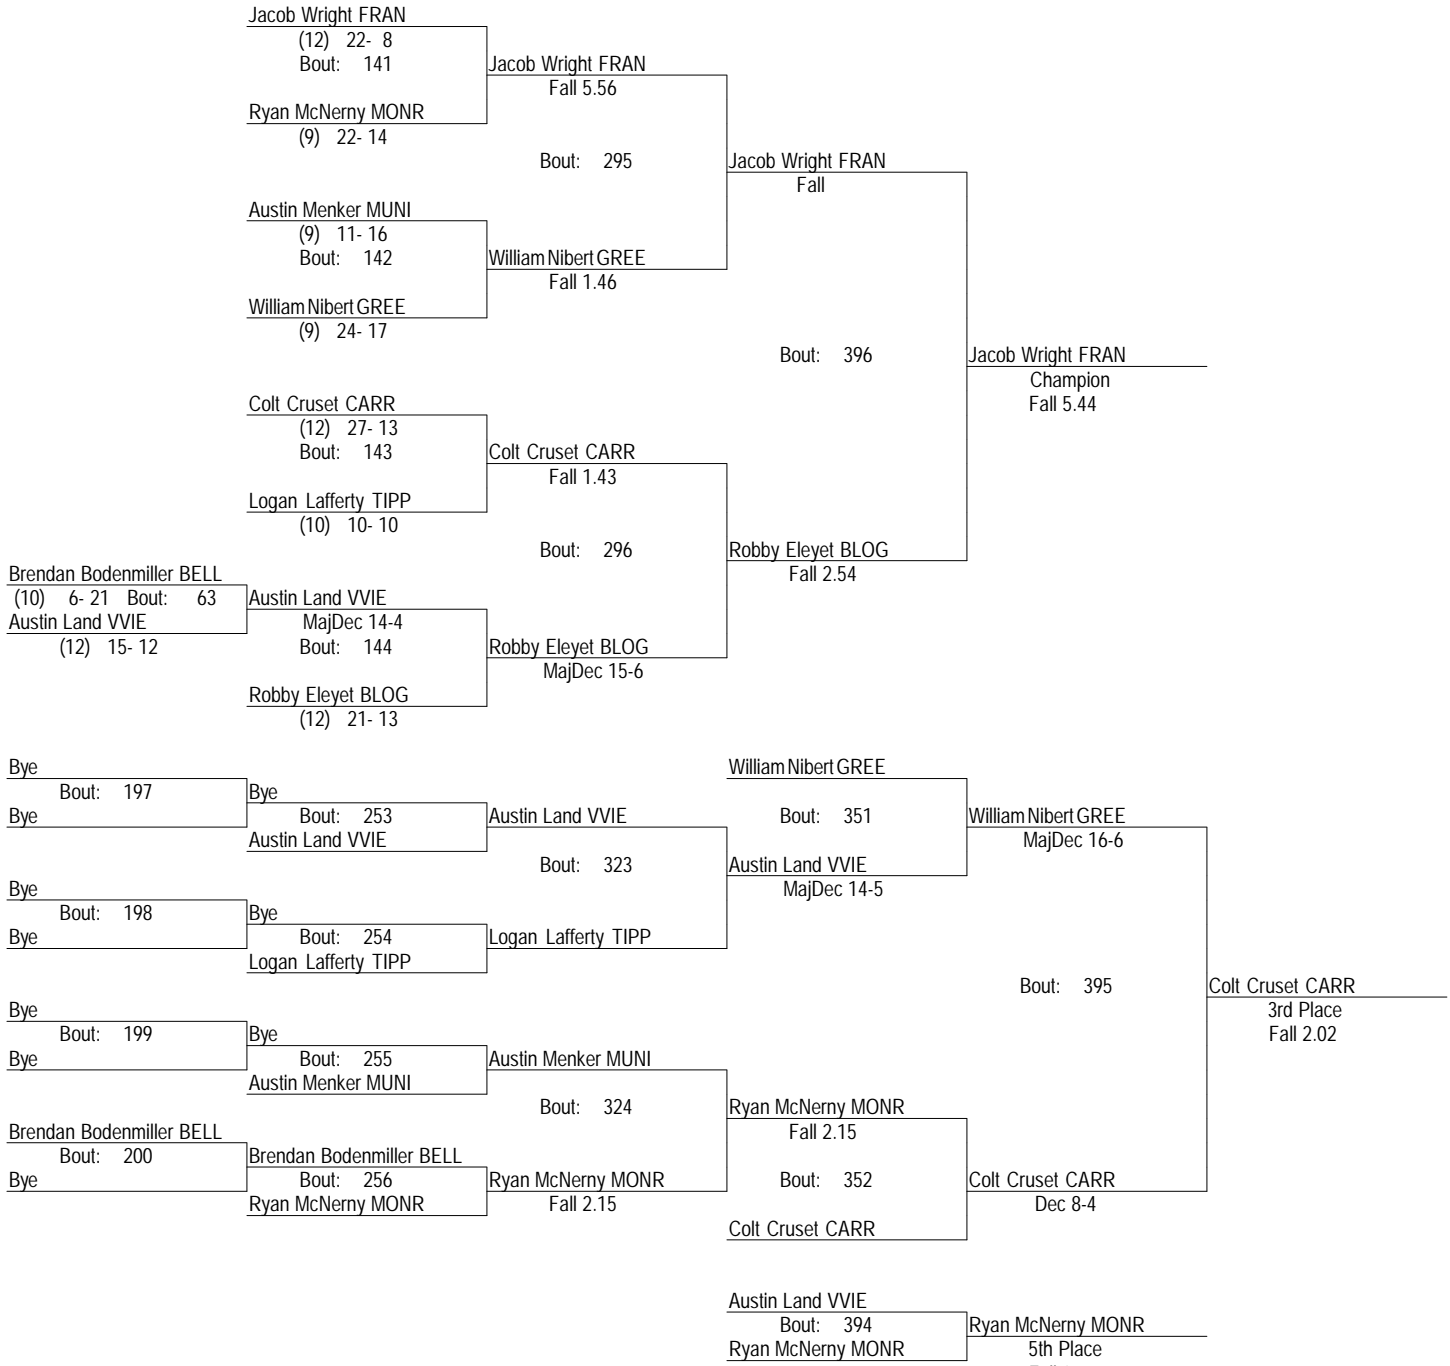 Jacob Wright FRAN
(12) 22- 8
Bout: 141
Jacob Wright FRAN
Fall 5.56
Ryan McNerny MONR
(9) 22- 14
Bout: 295
Jacob Wright FRAN
Fall
Austin Menker MUNI
(9) 11- 16
Bout: 142
William Nibert GREE
Fall 1.46
William Nibert GREE
(9) 24- 17
Bout: 396
Jacob Wright FRAN
Champion
Fall 5.44
Colt Cruset CARR
(12) 27- 13
Bout: 143
Colt Cruset CARR
Fall 1.43
Logan Lafferty TIPP
(10) 10- 10
Bout: 296
Robby Eleyet BLOG
Fall 2.54
Brendan Bodenmiller BELL
(10) 6- 21 Bout: 63
Austin Land VVIE
(12) 15- 12
Austin Land VVIE
MajDec 14-4
Bout: 144
Robby Eleyet BLOG
MajDec 15-6
Robby Eleyet BLOG
(12) 21- 13
Bye
Bout: 197
Bye
Bye
Bout: 253
Austin Land VVIE
Austin Land VVIE
William Nibert GREE
Bout: 351
William Nibert GREE
MajDec 16-6
Bout: 323
Austin Land VVIE
MajDec 14-5
Bye
Bout: 198
Bye
Bye
Bout: 254
Logan Lafferty TIPP
Logan Lafferty TIPP
Bout: 395
Colt Cruset CARR
3rd Place
Fall 2.02
Bye
Bout: 199
Bye
Bye
Bout: 255
Austin Menker MUNI
Austin Menker MUNI
Bout: 324
Ryan McNerny MONR
Fall 2.15
Brendan Bodenmiller BELL
Bout: 200
Bye
Brendan Bodenmiller BELL
Bout: 256
Ryan McNerny MONR
Ryan McNerny MONR
Fall 2.15
Bout: 352
Colt Cruset CARR
Dec 8-4
Colt Cruset CARR
Austin Land VVIE
Bout: 394
Ryan McNerny MONR
Ryan McNerny MONR
5th Place